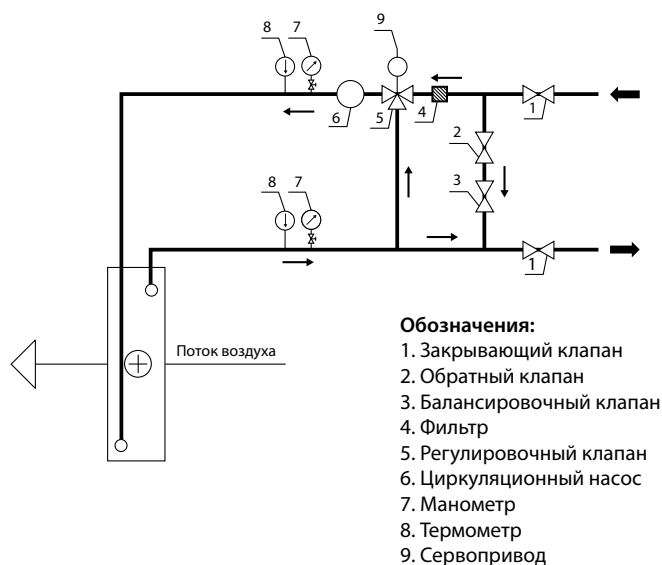 9
8
7
6
5
4
1
2
3
8
7
1
Поток воздуха
Обозначения:
1. Закрывающий клапан
2. Обратный клапан
3. Балансировочный клапан
4. Фильтр
5. Регулировочный клапан
6. Циркуляционный насос
7. Манометр
8. Термометр
9. Сервопривод